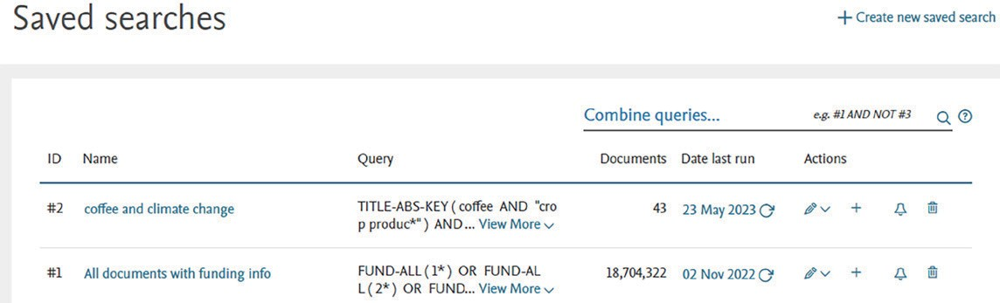 Saved searches
+ Create new saved search
Combine queries... e.g. #1 AND NOT #3
ID Name Query Documents Date last run Actions
#2 coffee and climate change TITLE-ABS-KEY ( coffee AND "cro 43 23 May 2023
p produc*" ) AND... View More
#1 All documents with funding info FUND-ALL ( 1* ) OR FUND-AL 18,704,322 02 Nov 2022
L ( 2* ) OR FUND... View More